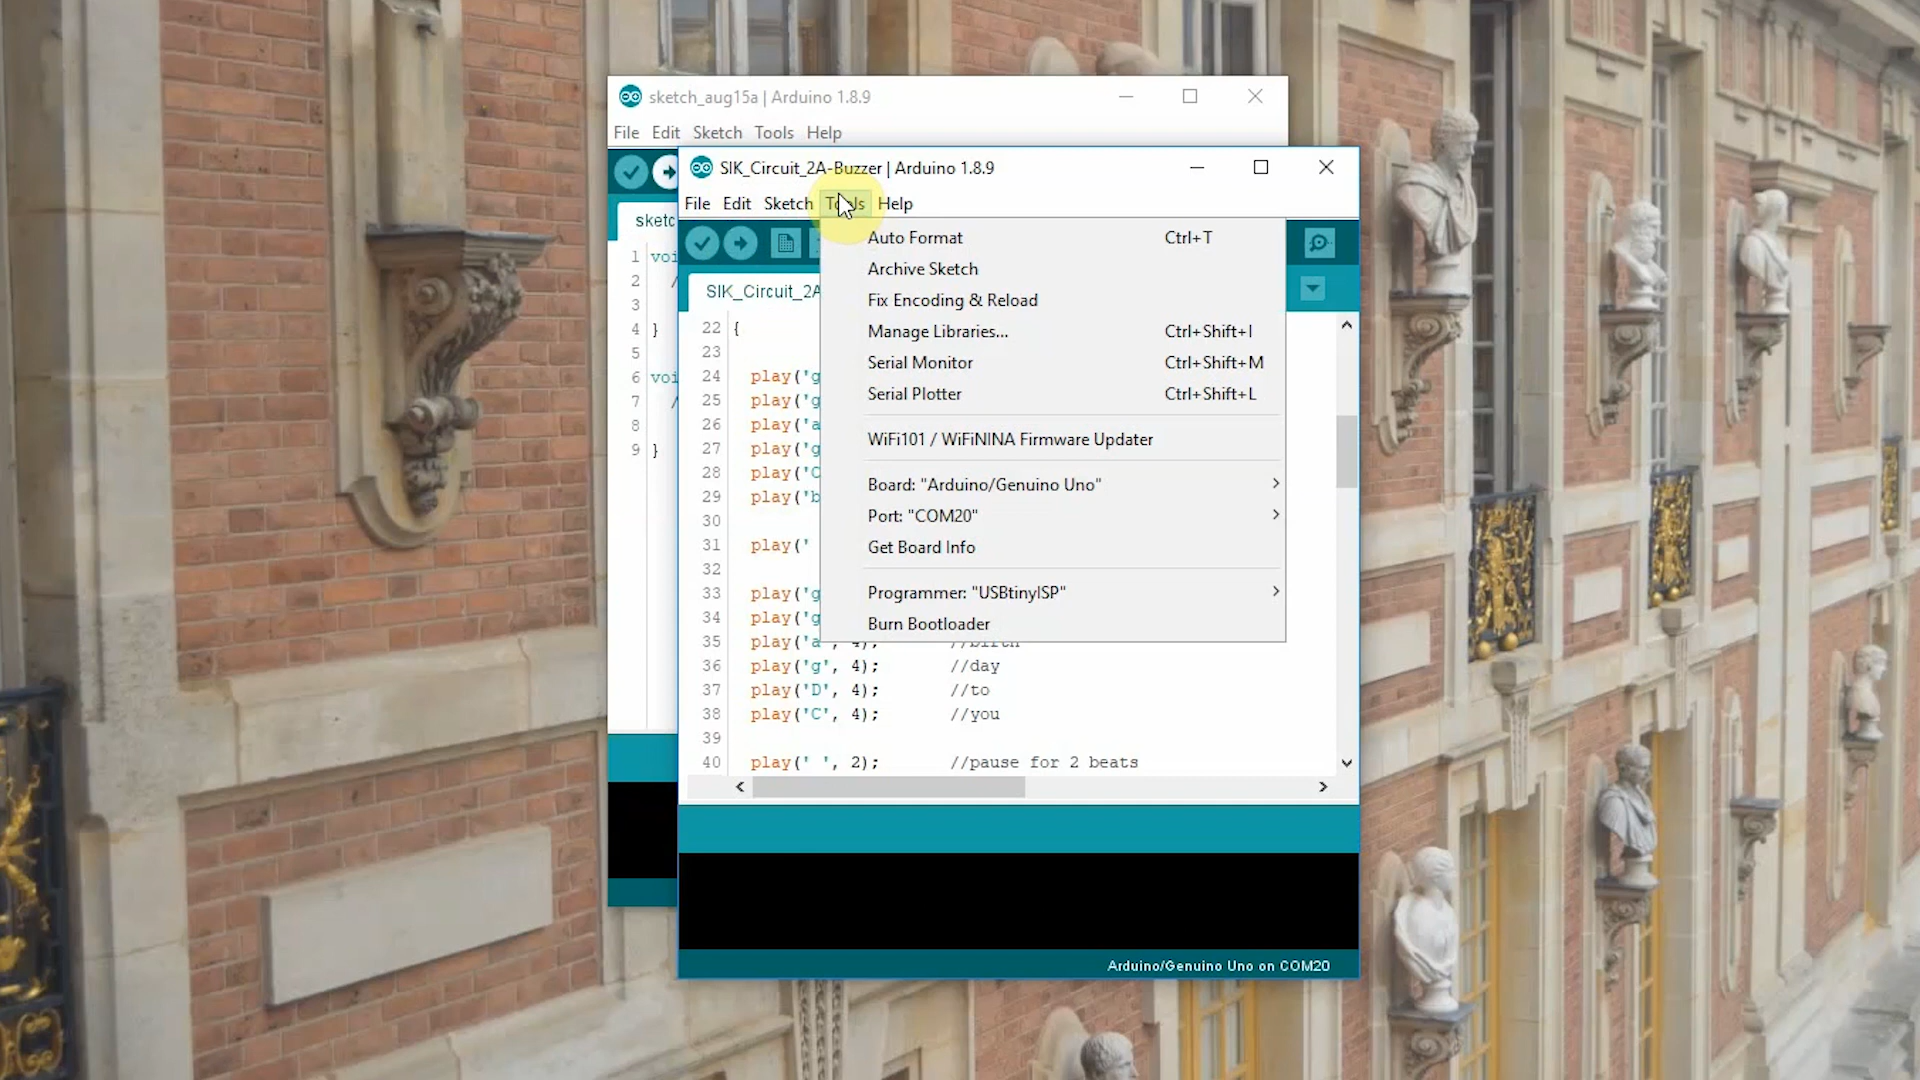 sketch_aug15a | Arduino 1.8.9
File Edit Sketch Tools Help
sketc
1 voi
2 /
3
4 }
5
6 voi
7 /
8
9 }
SIK_Circuit_2A-Buzzer | Arduino 1.8.9
File Edit Sketch Tools Help
SIK_Circuit_2A
Auto Format Ctrl+T
Archive Sketch
Fix Encoding & Reload
Manage Libraries... Ctrl+Shift+I
Serial Monitor Ctrl+Shift+M
Serial Plotter Ctrl+Shift+L
WiFi101 / WiFiNINA Firmware Updater
Board: "Arduino/Genuino Uno"
Port: "COM20"
Get Board Info
Programmer: "USBtinyISP"
Burn Bootloader
22 {
23
24 play('g
25 play('g
26 play('a
27 play('g
28 play('C
29 play('b
30
31 play('
32
33 play('g
34 play('g
35 play('a', 4); //birth
36 play('g', 4); //day
37 play('D', 4); //to
38 play('C', 4); //you
39
40 play(' ', 2); //pause for 2 beats
Arduino/Genuino Uno on COM20